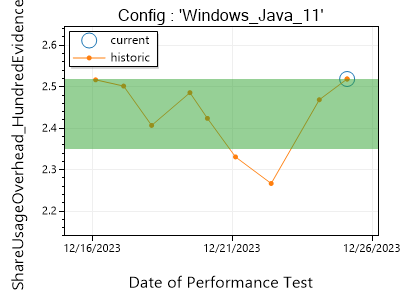 Config : 'Windows_Java_11'
current
historic
2.6
2.5
2.4
2.3
2.2
12/16/2023
12/21/2023
12/26/2023
Date of Performance Test
ShareUsageOverhead_HundredEvidence